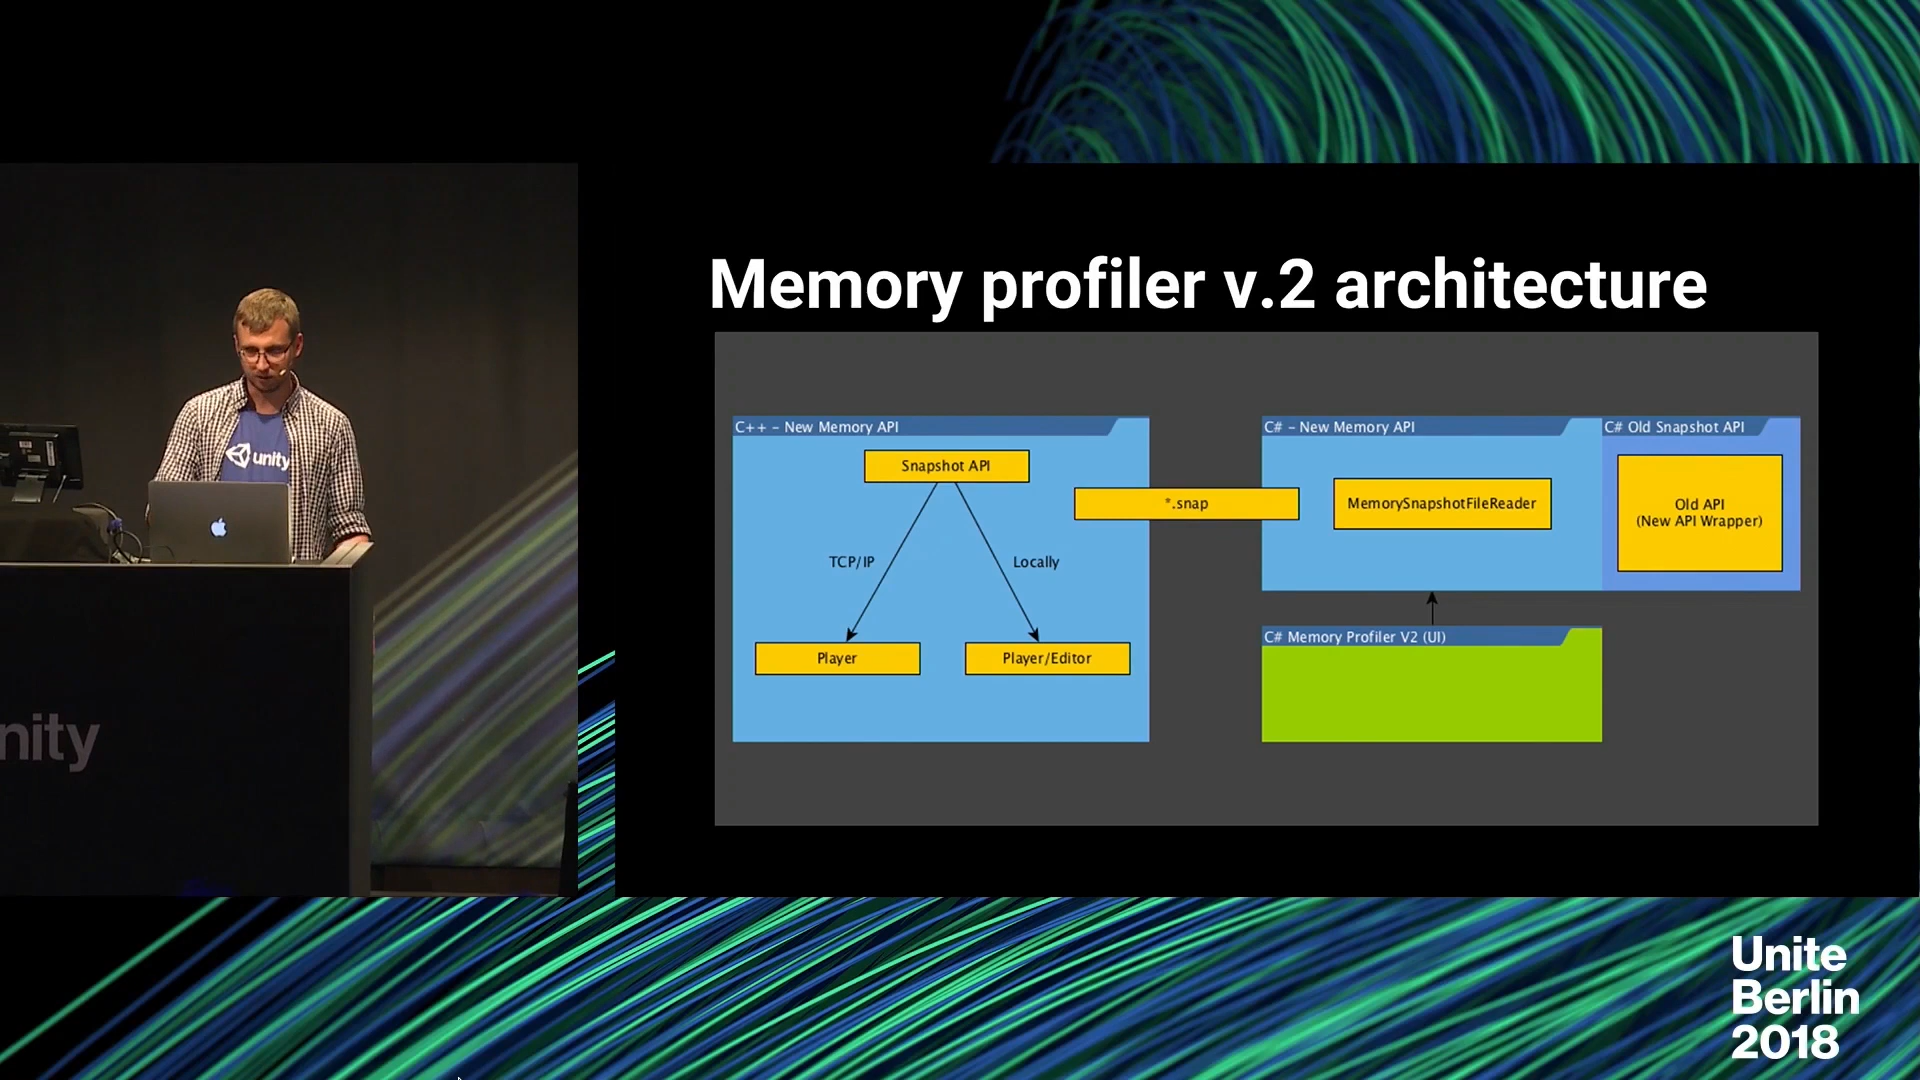 Memory profiler v.2 architecture
C++ – New Memory API
Snapshot API
TCP/IP
Locally
Player
Player/Editor
*.snap
C# – New Memory API
MemorySnapshotFileReader
C# Old Snapshot API
Old API
(New API Wrapper)
C# Memory Profiler V2 (UI)
unity
nity
Unite
Berlin
2018